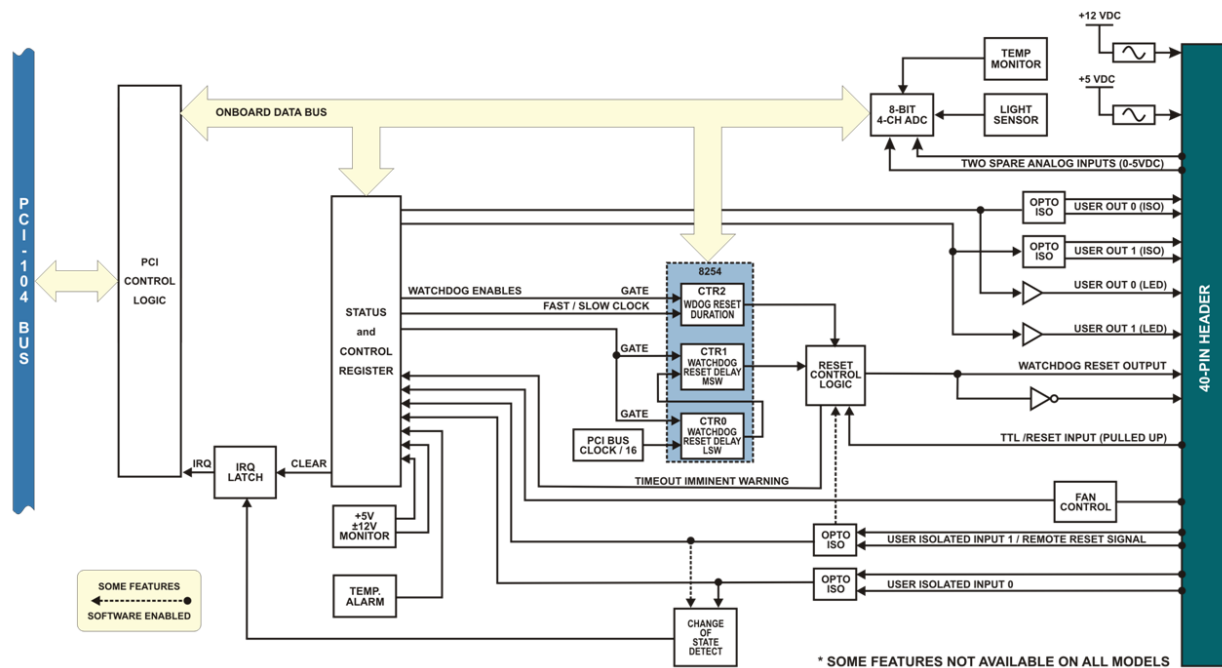 +12 VDC
+5 VDC
TEMP
MONITOR
ONBOARD DATA BUS
8-BIT
4-CH ADC
LIGHT
SENSOR
TWO SPARE ANALOG INPUTS (0-5VDC)
PCI-104 BUS
PCI
CONTROL
LOGIC
STATUS
and
CONTROL
REGISTER
OPTO
ISO
USER OUT 0 (ISO)
OPTO
ISO
USER OUT 1 (ISO)
8254
WATCHDOG ENABLES
GATE
FAST / SLOW CLOCK
CTR2
WDOG RESET
DURATION
USER OUT 0 (LED)
USER OUT 1 (LED)
GATE
CTR1
WATCHDOG
RESET DELAY
MSW
RESET
CONTROL
LOGIC
WATCHDOG RESET OUTPUT
40-PIN HEADER
GATE
CTR0
WATCHDOG
RESET DELAY
LSW
PCI BUS
CLOCK / 16
TTL /RESET INPUT (PULLED UP)
IRQ
IRQ
LATCH
CLEAR
TIMEOUT IMMINENT WARNING
FAN
CONTROL
+5V
±12V
MONITOR
OPTO
ISO
USER ISOLATED INPUT 1 / REMOTE RESET SIGNAL
OPTO
ISO
USER ISOLATED INPUT 0
SOME FEATURES
SOFTWARE ENABLED
TEMP.
ALARM
CHANGE
OF
STATE
DETECT
* SOME FEATURES NOT AVAILABLE ON ALL MODELS